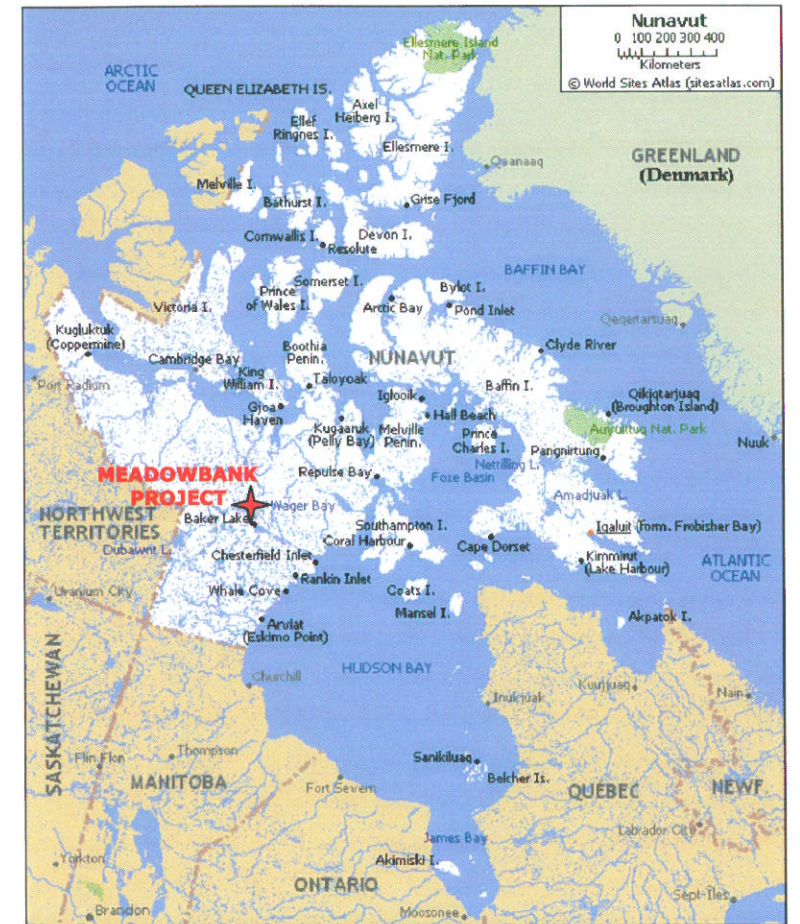 Nunavut
0 100 200 300 400
Kilometers
© World Sites Atlas (sitesatlas.com)
Ellesmere Island
Nat. Park
ARCTIC
OCEAN
QUEEN ELIZABETH IS.
Axel
Heiberg I.
Ellef
Ringnes I.
Ellesmere I.
Qaanaaq
GREENLAND
(Denmark)
Melville I.
Bathurst I.
Grise Fjord
Cornwallis I.
Devon I.
Resolute
BAFFIN BAY
Somerset I.
Prince
of Wales I.
Bylot I.
Victoria I.
Arctic Bay
Pond Inlet
Qeqertarsuaq
Kugluktuk
(Coppermine)
Boothia
Penin.
NUNAVUT
Clyde River
Cambridge Bay
King
William I.
Taloyoak
Baffin I.
Port Radium
Igloolik
Qikiqtarjuaq
(Broughton Island)
Gjoa
Haven
Hall Beach
Kugaaruk
(Pelly Bay)
Melville
Penin.
Prince
Charles I.
Auyuittuq Nat. Park
Pangnirtung
Nuuk
Nettilling L.
MEADOWBANK
PROJECT
Repulse Bay
Foxe Basin
Amadjuak L.
Wager Bay
NORTHWEST
TERRITORIES
Baker Lake
Southampton I.
Iqaluit (form. Frobisher Bay)
Dubawnt L.
Coral Harbour
Cape Dorset
Chesterfield Inlet
Kimmirut
(Lake Harbour)
ATLANTIC
OCEAN
Rankin Inlet
Uranium City
Whale Cove
Coats I.
Mansel I.
Akpatok I.
Arviat
(Eskimo Point)
HUDSON BAY
Churchill
Kuujjuaq
Nain
Inukjuak
SASKATCHEWAN
Flin Flon
Thompson
Sanikiluaq
Belcher Is.
MANITOBA
Fort Severn
QUÉBEC
NEWF
James Bay
Labrador City
Yorkton
Akimiski I.
ONTARIO
Sept-Îles
Brandon
Moosonee